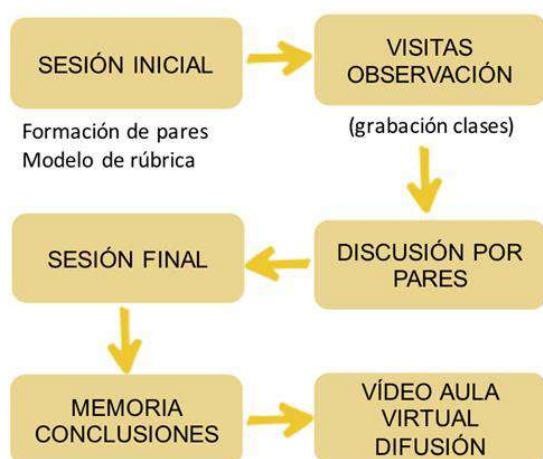 SESIÓN INICIAL
Formación de pares
Modelo de rúbrica
VISITAS
OBSERVACIÓN
(grabación clases)
DISCUSIÓN POR
PARES
SESIÓN FINAL
MEMORIA
CONCLUSIONES
VÍDEO AULA
VIRTUAL
DIFUSIÓN